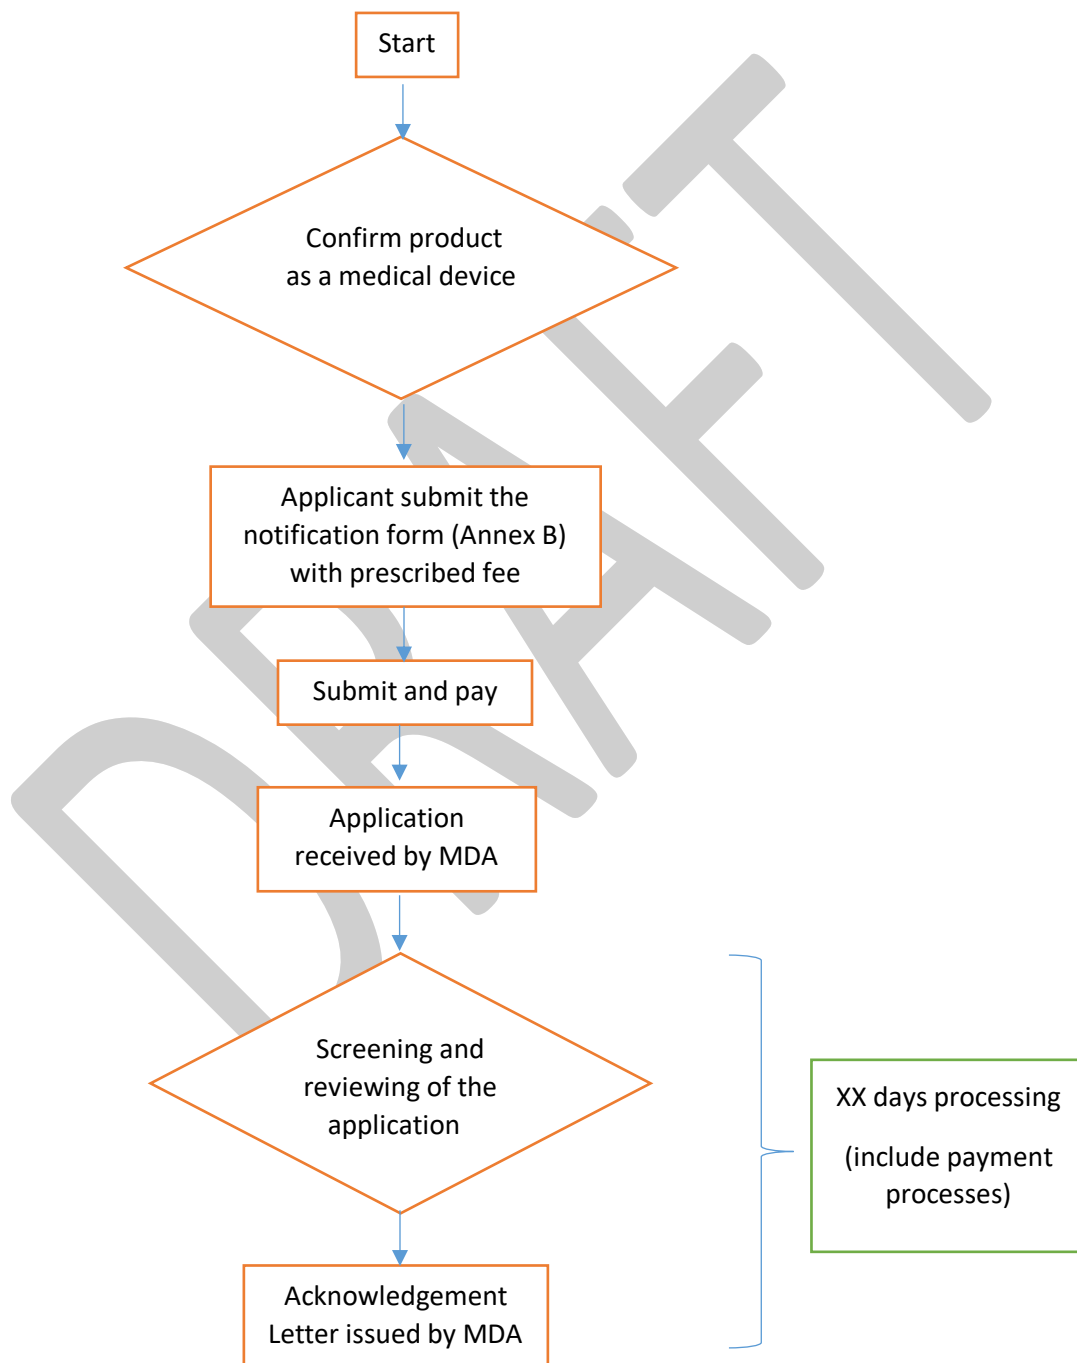 Start
Confirm product
as a medical device
Applicant submit the
notification form (Annex B)
with prescribed fee
Submit and pay
Application
received by MDA
Screening and
reviewing of the
application
XX days processing
(include payment
processes)
Acknowledgement
Letter issued by MDA
DRAFT